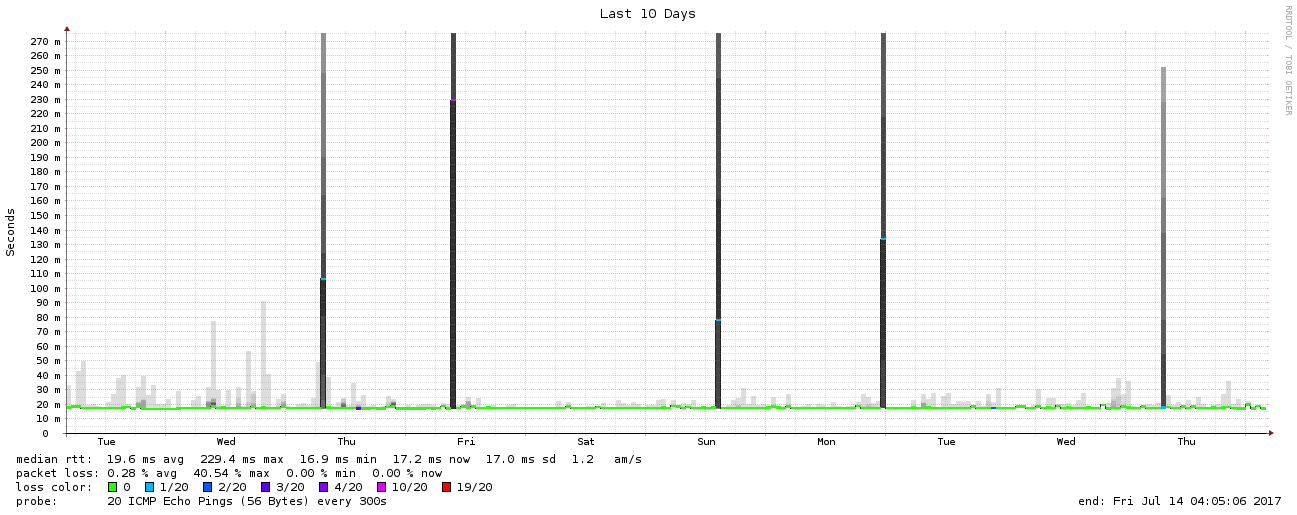 Last 10 Days
RRDTOOL / TOBI OETIKER
Seconds
270 m
260 m
250 m
240 m
230 m
220 m
210 m
200 m
190 m
180 m
170 m
160 m
150 m
140 m
130 m
120 m
110 m
100 m
90 m
80 m
70 m
60 m
50 m
40 m
30 m
20 m
10 m
0
Tue Wed Thu Fri Sat Sun Mon Tue Wed Thu
median rtt: 19.6 ms avg 229.4 ms max 16.9 ms min 17.2 ms now 17.0 ms sd 1.2 am/s
packet loss: 0.28 % avg 40.54 % max 0.00 % min 0.00 % now
loss color: 0 1/20 2/20 3/20 4/20 10/20 19/20
probe: 20 ICMP Echo Pings (56 Bytes) every 300s
end: Fri Jul 14 04:05:06 2017